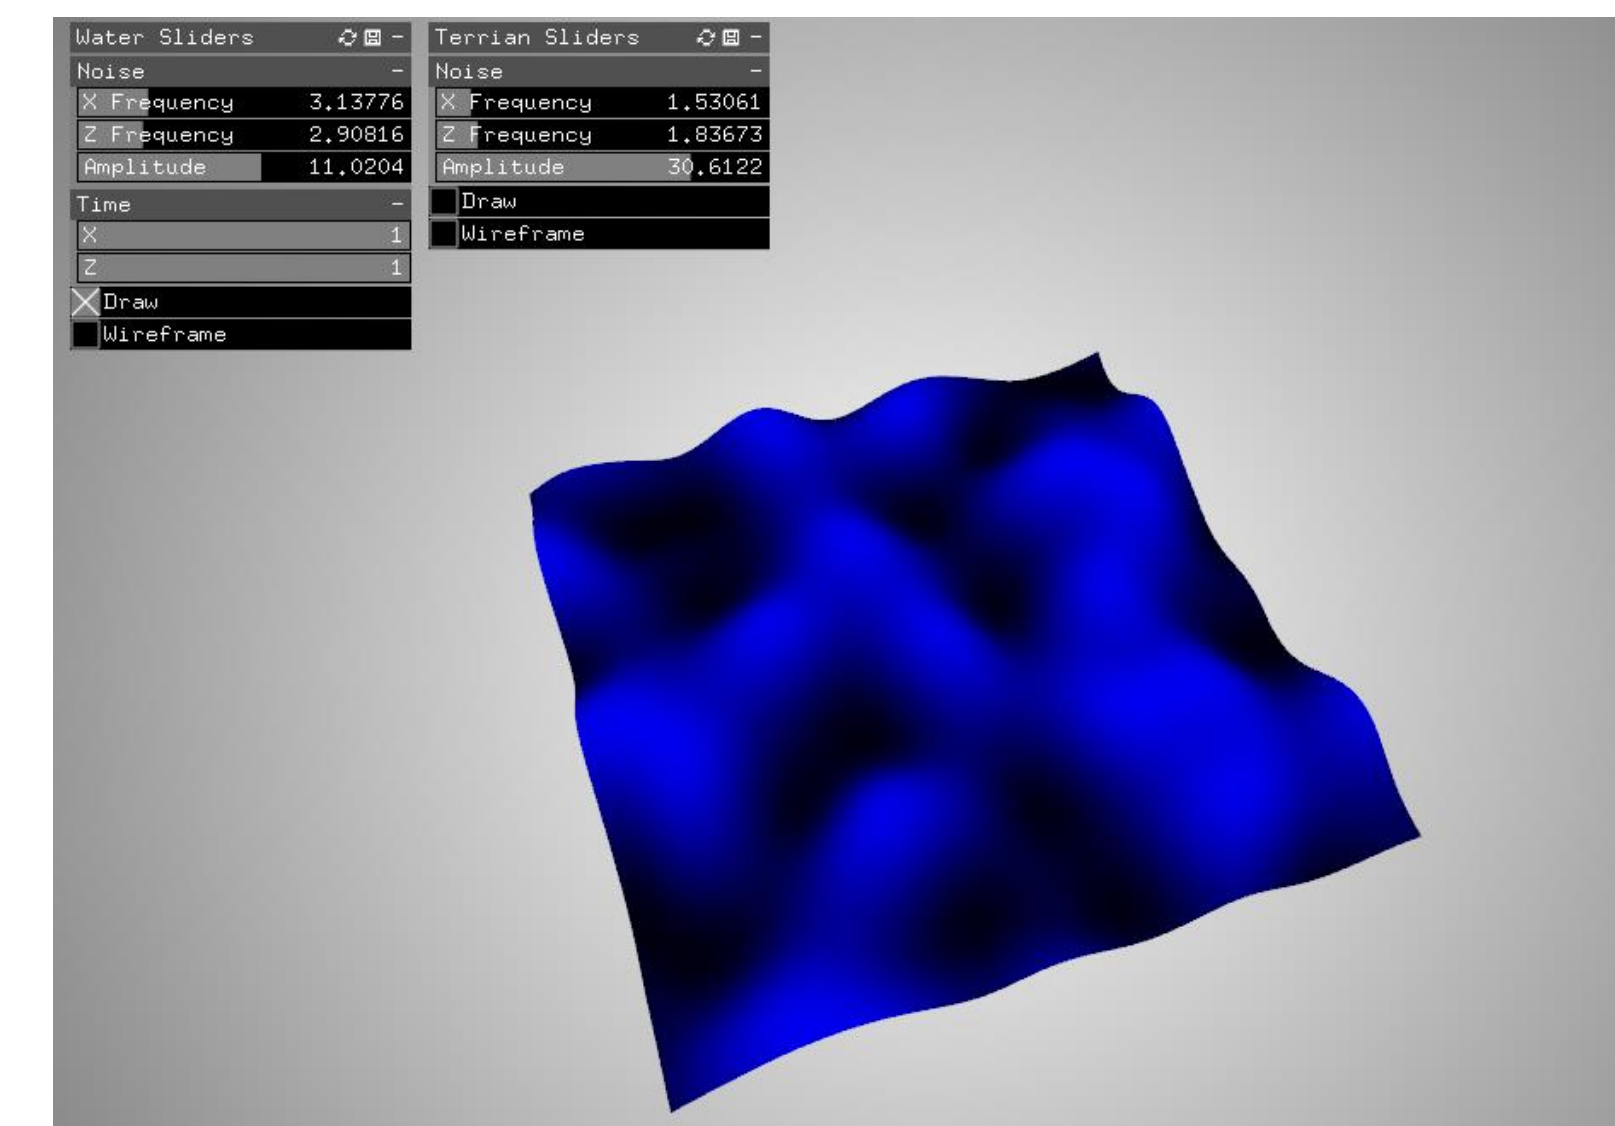 Water Sliders
Noise
X Frequency 3.13776
Z Frequency 2.90816
Amplitude 11.0204
Time
X 1
Z 1
Draw
Wireframe
Terrian Sliders
Noise
X Frequency 1.53061
Z Frequency 1.83673
Amplitude 30.6122
Draw
Wireframe